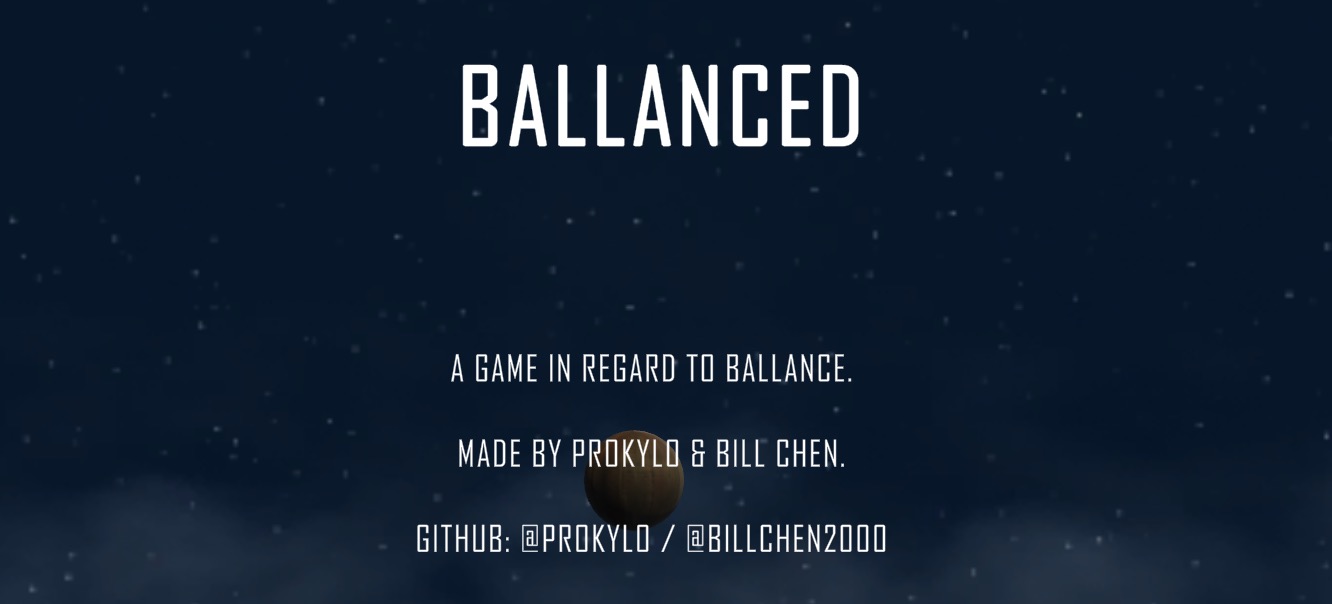 BALLANCED
A GAME IN REGARD TO BALLANCE.
MADE BY PROKYLO & BILL CHEN.
GITHUB: @PROKYLO / @BILLCHEN2000